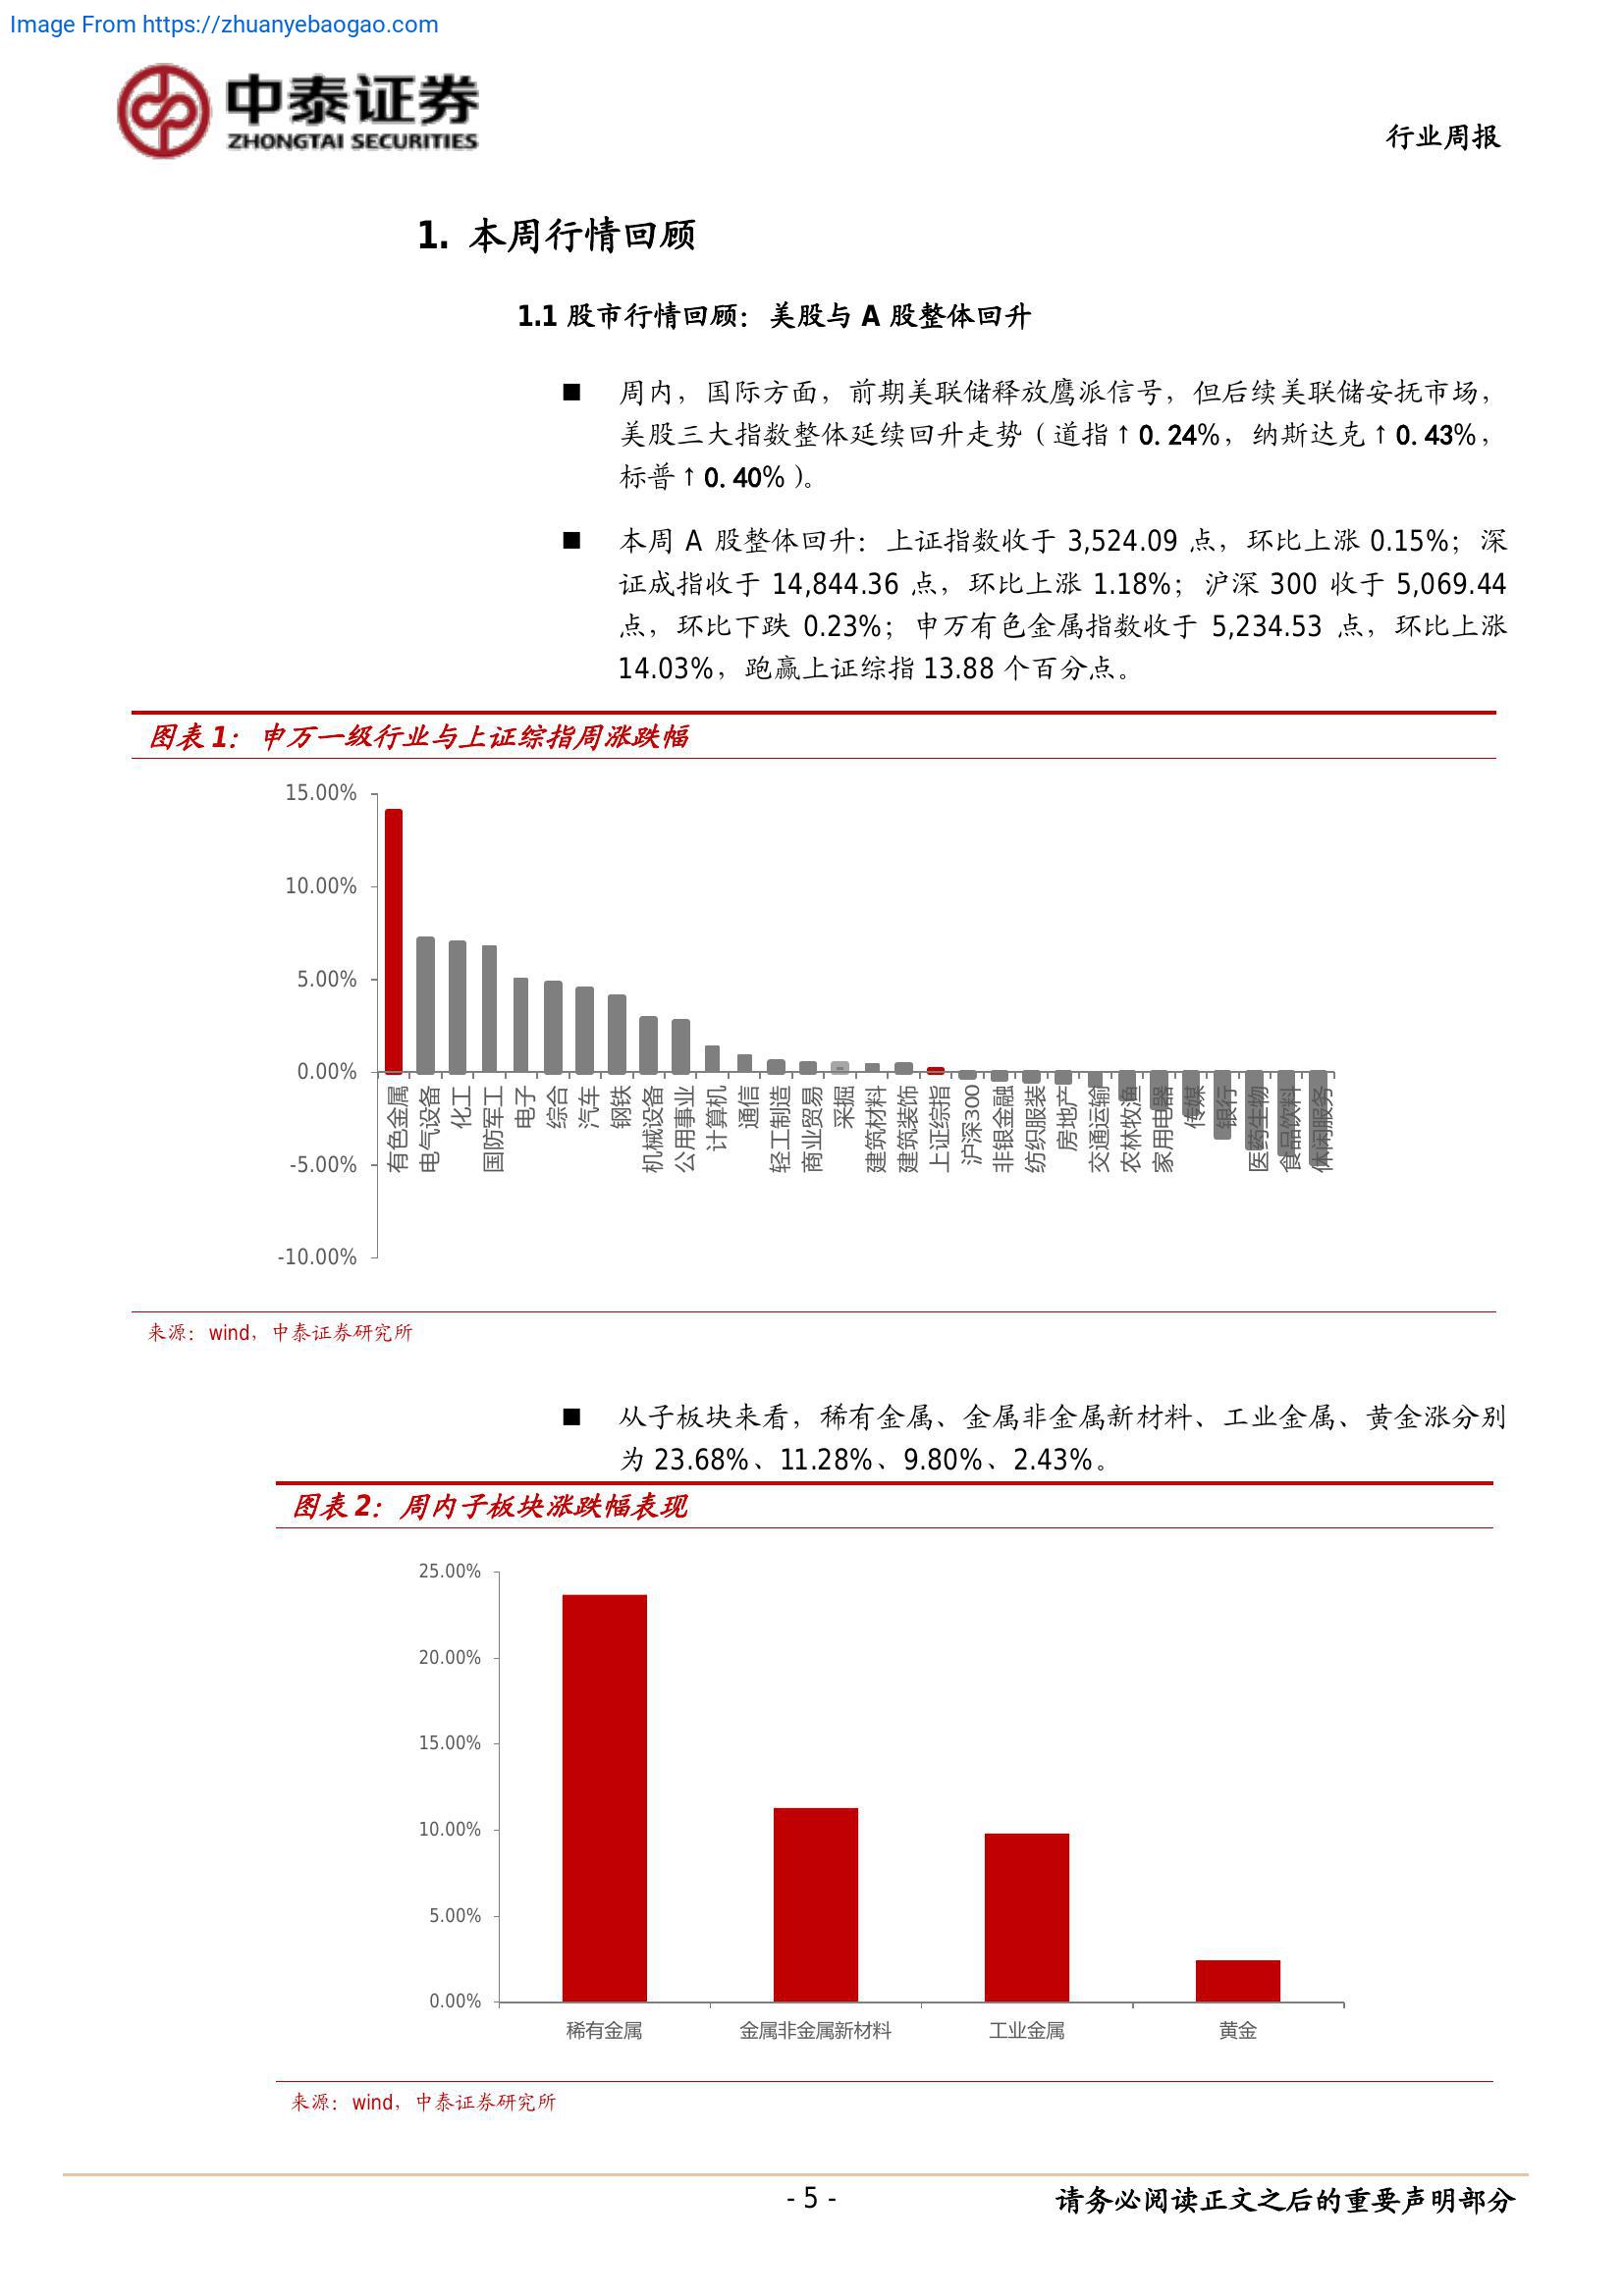 Image From https://zhuanyebaogao.com
中泰证券
ZHONGTAI SECURITIES
行业周报
1. 本周行情回顾
1.1 股市行情回顾：美股与 A 股整体回升
■ 周内，国际方面，前期美联储释放鹰派信号，但后续美联储安抚市场，
美股三大指数整体延续回升走势（道指↑0.24%，纳斯达克↑0.43%，
标普↑0.40%）。
■ 本周 A 股整体回升：上证指数收于 3,524.09 点，环比上涨 0.15%；深
证成指收于 14,844.36 点，环比上涨 1.18%；沪深 300 收于 5,069.44
点，环比下跌 0.23%；申万有色金属指数收于 5,234.53 点，环比上涨
14.03%，跑赢上证综指 13.88 个百分点。
图表 1：申万一级行业与上证综指周涨跌幅
15.00%
10.00%
5.00%
0.00%
-5.00%
-10.00%
有色金属
电气设备
化工
国防军工
电子
综合
汽车
钢铁
机械设备
公用事业
计算机
通信
轻工制造
商业贸易
采掘
建筑材料
建筑装饰
上证综指
沪深300
非银金融
纺织服装
房地产
交通运输
农林牧渔
家用电器
传媒
银行
医药生物
食品饮料
休闲服务
来源：wind，中泰证券研究所
■ 从子板块来看，稀有金属、金属非金属新材料、工业金属、黄金涨分别
为 23.68%、11.28%、9.80%、2.43%。
图表 2：周内子板块涨跌幅表现
25.00%
20.00%
15.00%
10.00%
5.00%
0.00%
稀有金属
金属非金属新材料
工业金属
黄金
来源：wind，中泰证券研究所
- 5 -
请务必阅读正文之后的重要声明部分